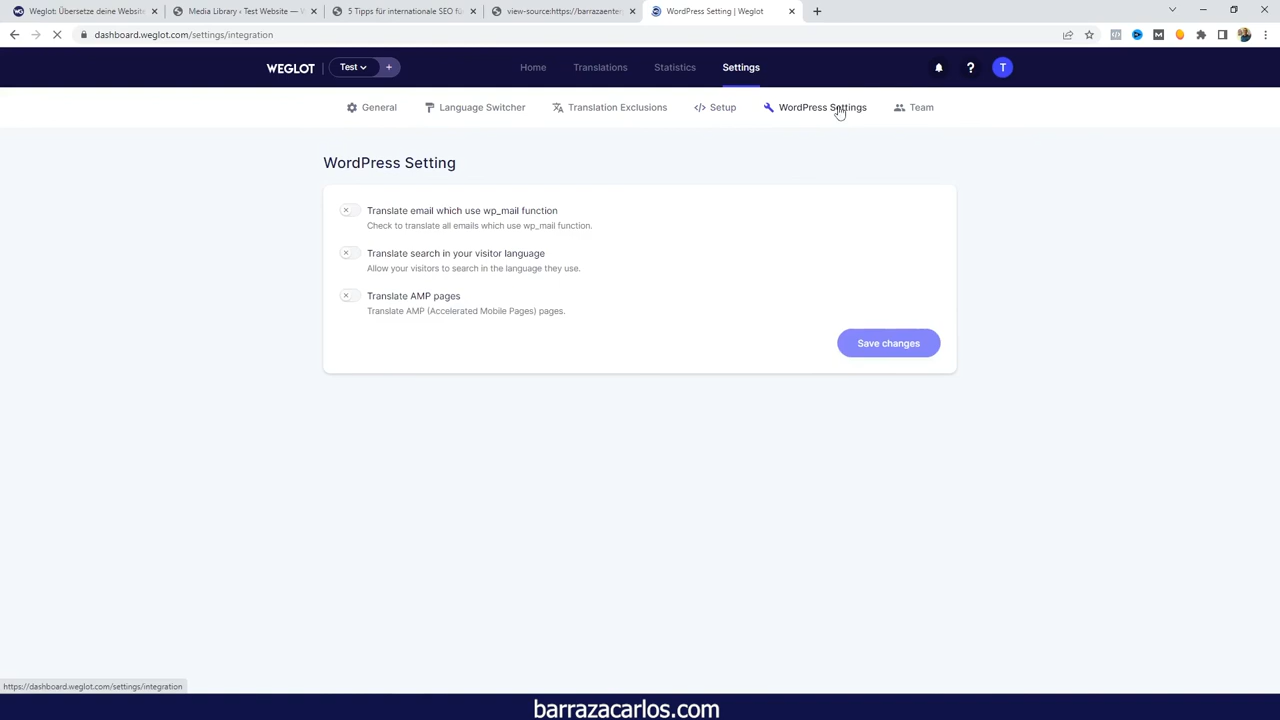 Weglot: Übersetze deine Website
Media Library ‹ Test Website — W
5 Tipps für internationale SEO fü
view-source:https://barrazaenter
WordPress Setting | Weglot
dashboard.weglot.com/settings/integration
WEGLOT
Test
+
Home
Translations
Statistics
Settings
?
T
General
Language Switcher
Translation Exclusions
</> Setup
WordPress Settings
Team
WordPress Setting
Translate email which use wp_mail function
Check to translate all emails which use wp_mail function.
Translate search in your visitor language
Allow your visitors to search in the language they use.
Translate AMP pages
Translate AMP (Accelerated Mobile Pages) pages.
Save changes
https://dashboard.weglot.com/settings/integration
barrazacarlos.com